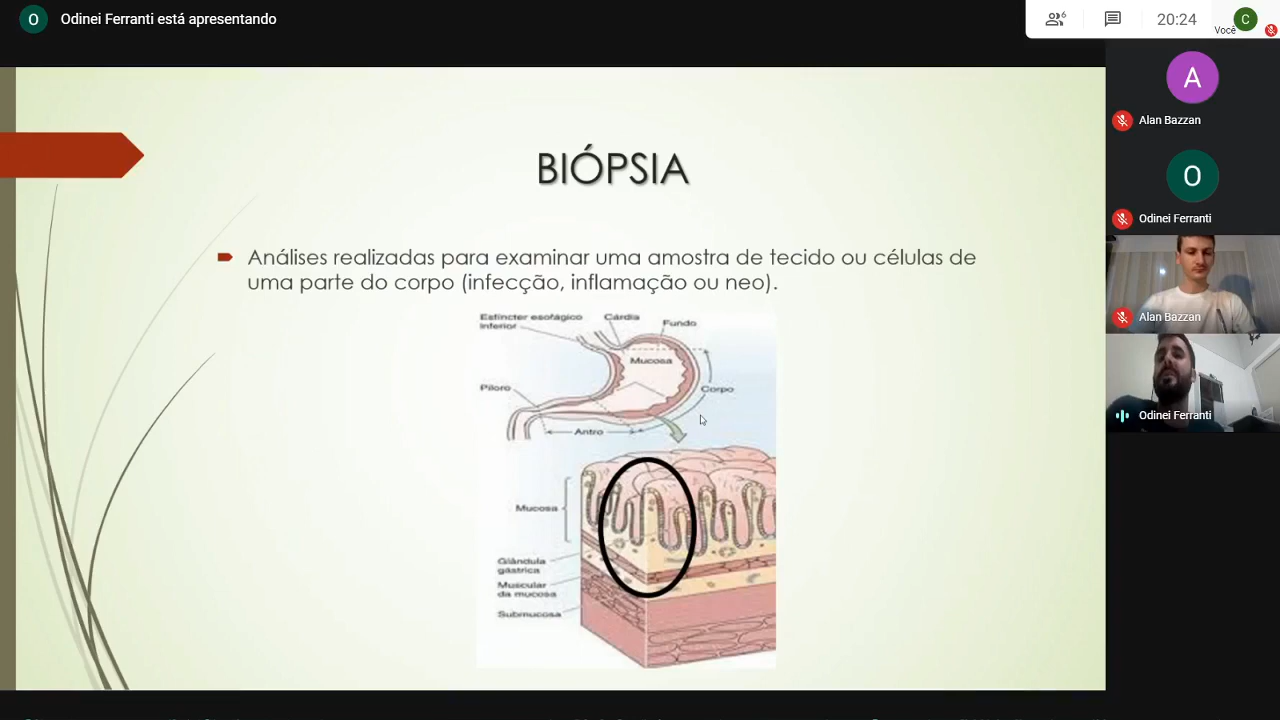 O Odinei Ferranti está apresentando
6 20:24 Você C
A
Alan Bazzan
O
Odinei Ferranti
Alan Bazzan
Odinei Ferranti
BIÓPSIA
Análises realizadas para examinar uma amostra de tecido ou células de
uma parte do corpo (infecção, inflamação ou neo).
Esfíncter esofágico
inferior
Cárdia
Fundo
Mucosa
Piloro
Corpo
Antro
Mucosa
Glândula
gástrica
Muscular
da mucosa
Submucosa